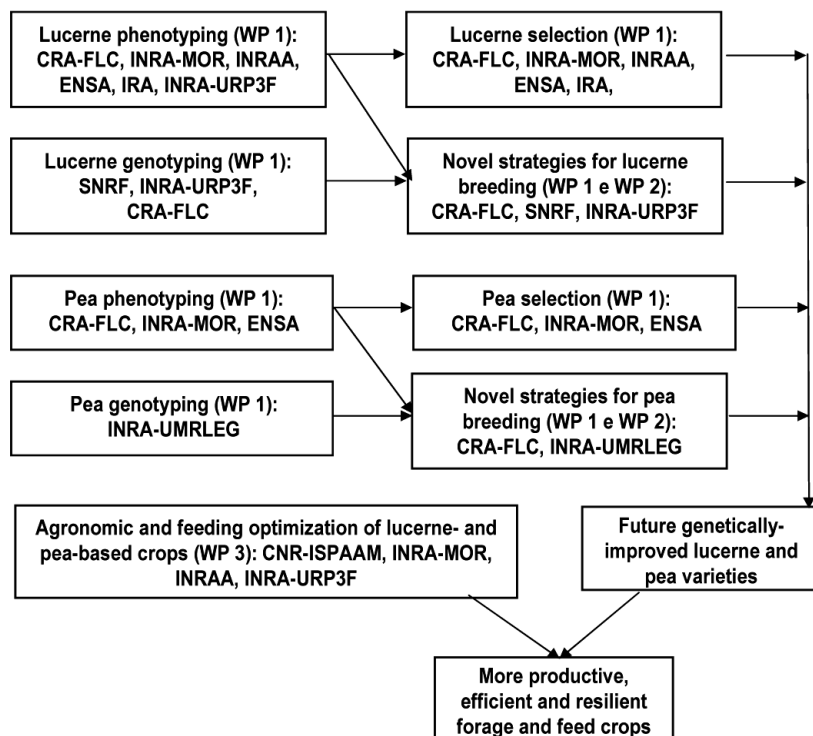 Lucerne phenotyping (WP 1):
CRA-FLC, INRA-MOR, INRAA,
ENSA, IRA, INRA-URP3F
Lucerne selection (WP 1):
CRA-FLC, INRA-MOR, INRAA,
ENSA, IRA,
Lucerne genotyping (WP 1):
SNRF, INRA-URP3F,
CRA-FLC
Novel strategies for lucerne
breeding (WP 1 e WP 2):
CRA-FLC, SNRF, INRA-URP3F
Pea phenotyping (WP 1):
CRA-FLC, INRA-MOR, ENSA
Pea selection (WP 1):
CRA-FLC, INRA-MOR, ENSA
Pea genotyping (WP 1):
INRA-UMRLEG
Novel strategies for pea
breeding (WP 1 e WP 2):
CRA-FLC, INRA-UMRLEG
Agronomic and feeding optimization of lucerne- and
pea-based crops (WP 3): CNR-ISPAAM, INRA-MOR,
INRAA, INRA-URP3F
Future genetically-
improved lucerne and
pea varieties
More productive,
efficient and resilient
forage and feed crops